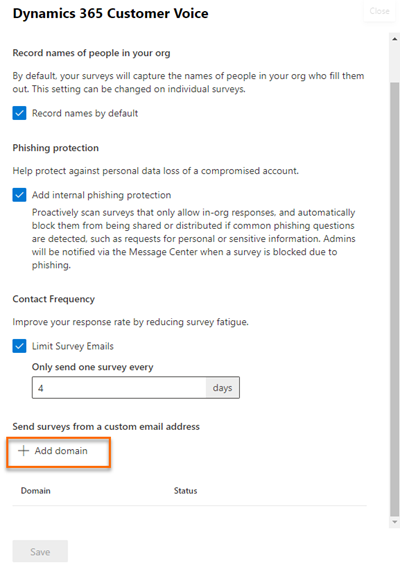 Dynamics 365 Customer Voice
Close
Record names of people in your org
By default, your surveys will capture the names of people in your org who fill them
out. This setting can be changed on individual surveys.
Record names by default
Phishing protection
Help protect against personal data loss of a compromised account.
Add internal phishing protection
Proactively scan surveys that only allow in-org responses, and automatically
block them from being shared or distributed if common phishing questions
are detected, such as requests for personal or sensitive information. Admins
will be notified via the Message Center when a survey is blocked due to
phishing.
Contact Frequency
Improve your response rate by reducing survey fatigue.
Limit Survey Emails
Only send one survey every
4 days
Send surveys from a custom email address
+ Add domain
Domain Status
Save